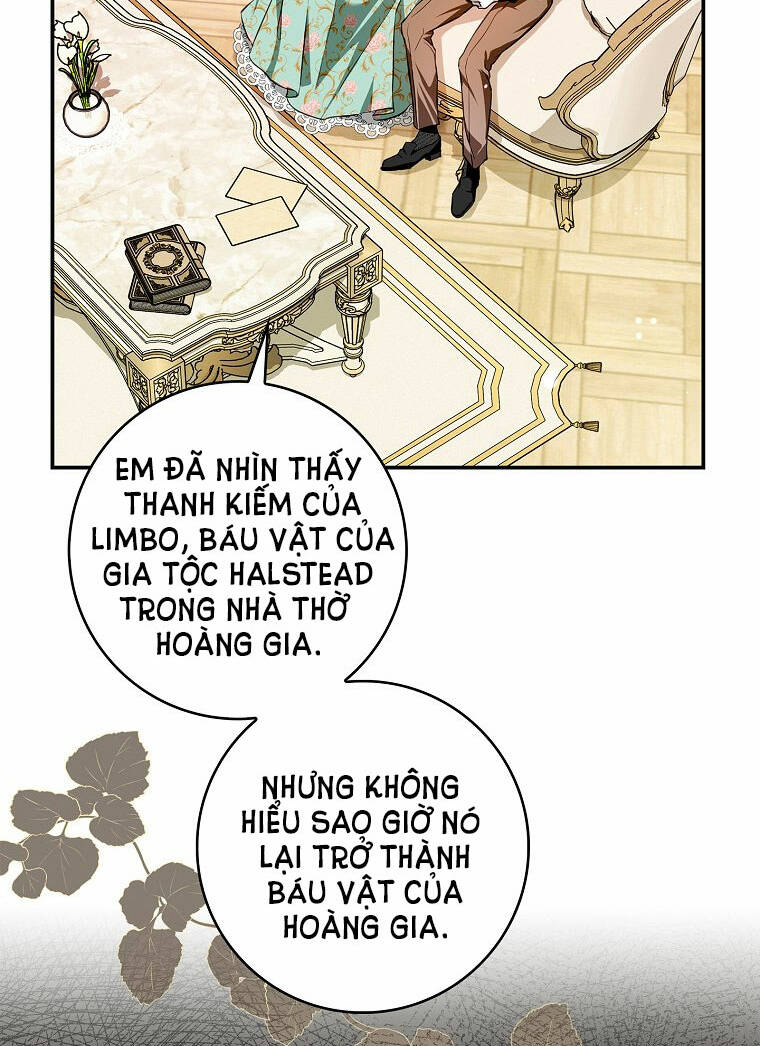 EM ĐÃ NHÌN THẤY
THANH KIẾM CỦA
LIMBO, BÁU VẬT CỦA
GIA TỘC HALSTEAD
TRONG NHÀ THỜ
HOÀNG GIA.
NHƯNG KHÔNG
HIỂU SAO GIỜ NÓ
LẠI TRỞ THÀNH
BÁU VẬT CỦA
HOÀNG GIA.